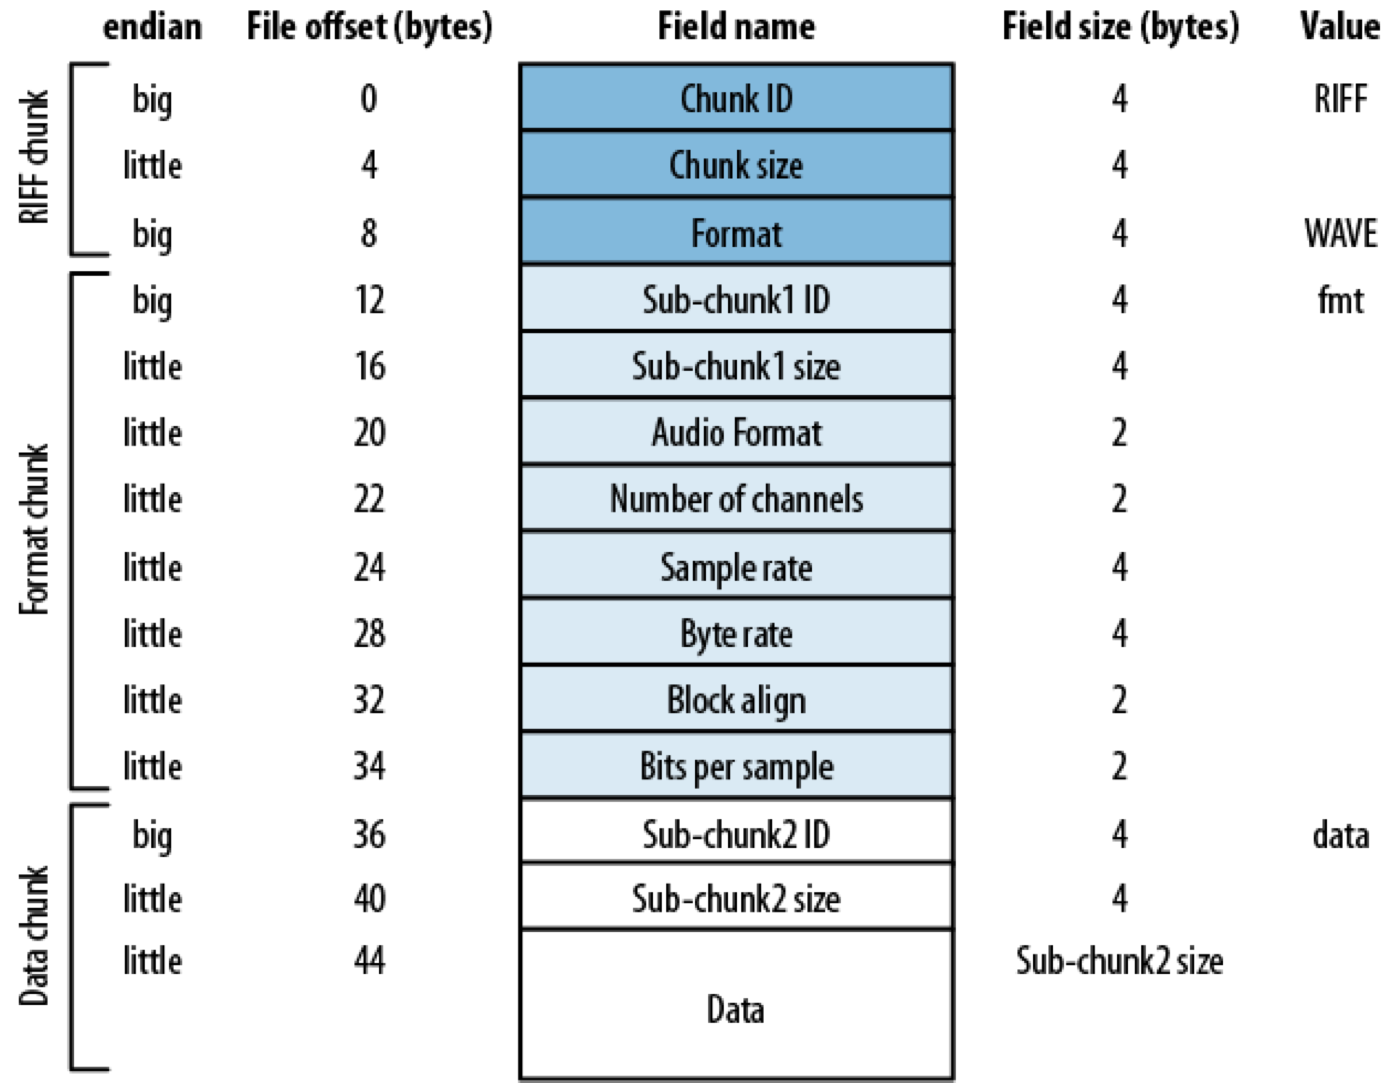 endian File offset (bytes) Field name Field size (bytes) Value
RIFF chunk
big 0 Chunk ID 4 RIFF
little 4 Chunk size 4
big 8 Format 4 WAVE
Format chunk
big 12 Sub-chunk1 ID 4 fmt
little 16 Sub-chunk1 size 4
little 20 Audio Format 2
little 22 Number of channels 2
little 24 Sample rate 4
little 28 Byte rate 4
little 32 Block align 2
little 34 Bits per sample 2
Data chunk
big 36 Sub-chunk2 ID 4 data
little 40 Sub-chunk2 size 4
little 44 Sub-chunk2 size
Data